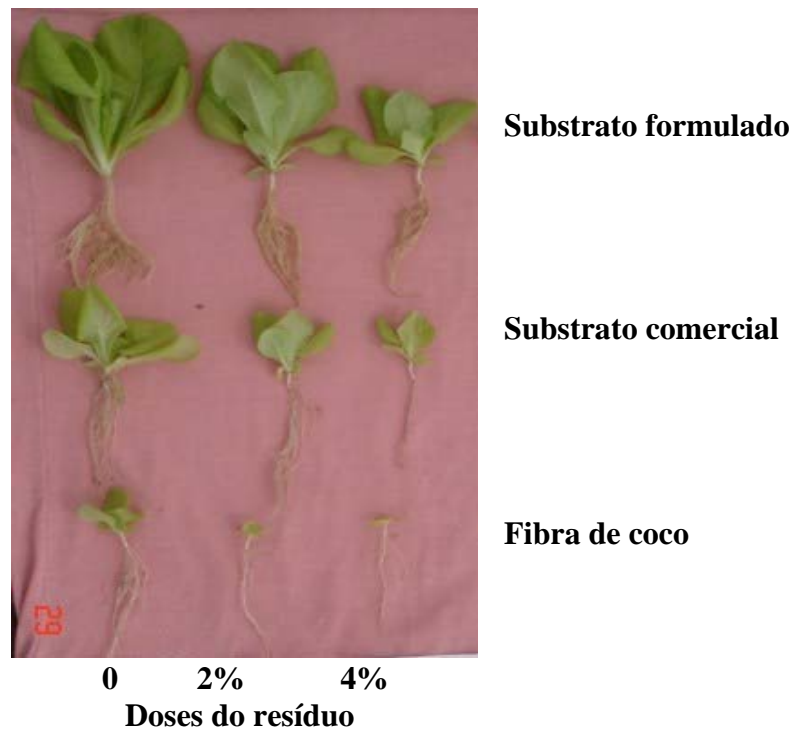 Substrato formulado
Substrato comercial
Fibra de coco
29
0 2% 4%
Doses do resíduo